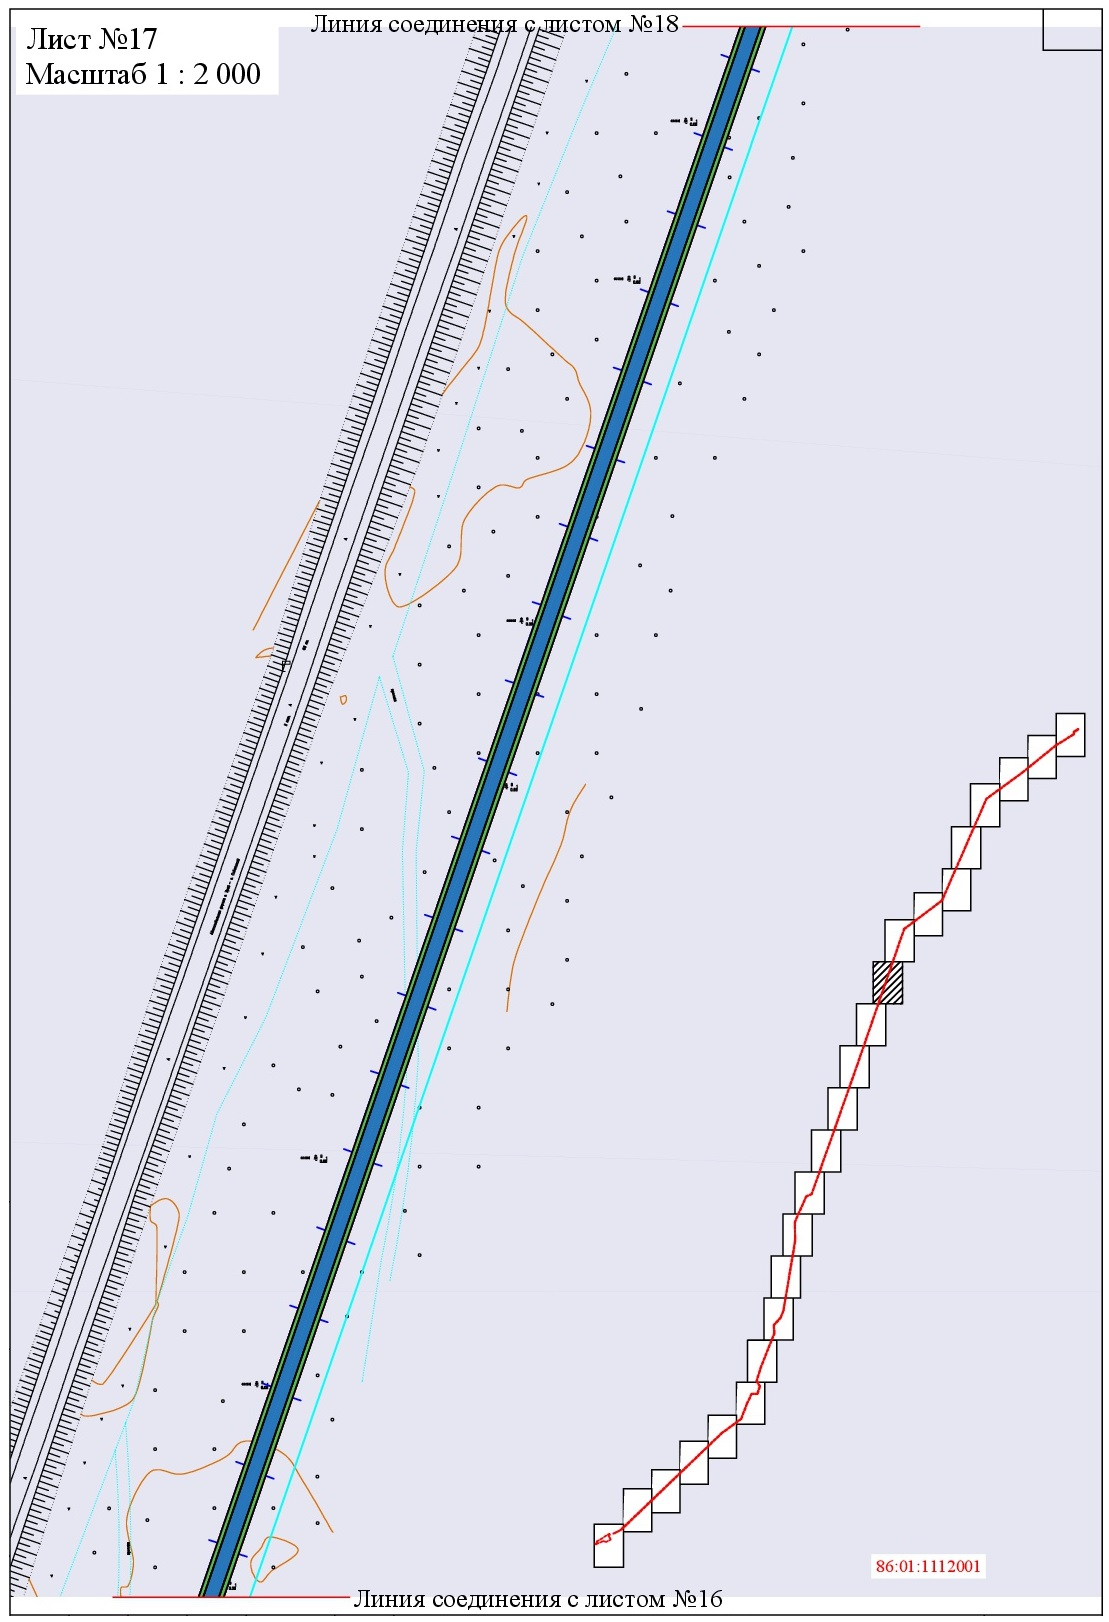 Линия соединения с листом №18
Лист №17
Масштаб 1 : 2 000
86:01:1112001
Линия соединения с листом №16